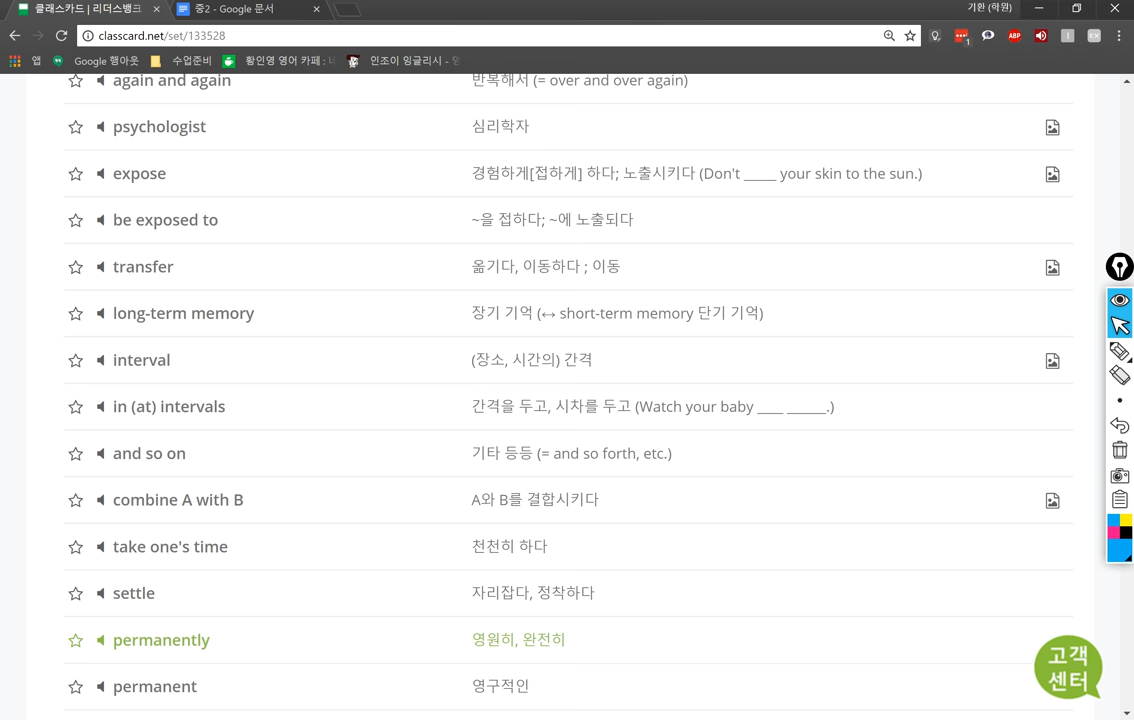 클래스카드 | 리더스뱅크
중2 - Google 문서
기환 (학원)
classcard.net/set/133528
앱
Google 행아웃
수업준비
황인영 영어 카페 : 네
인조이 잉글리시 -
ABP
1
again and again 반복해서 (= over and over again)
psychologist 심리학자
expose 경험하게[접하게] 하다; 노출시키다 (Don't _____ your skin to the sun.)
be exposed to ~을 접하다; ~에 노출되다
transfer 옮기다, 이동하다 ; 이동
long-term memory 장기 기억 (↔ short-term memory 단기 기억)
interval (장소, 시간의) 간격
in (at) intervals 간격을 두고, 시차를 두고 (Watch your baby ____ ______.)
and so on 기타 등등 (= and so forth, etc.)
combine A with B A와 B를 결합시키다
take one's time 천천히 하다
settle 자리잡다, 정착하다
permanently 영원히, 완전히
permanent 영구적인
고객
센터